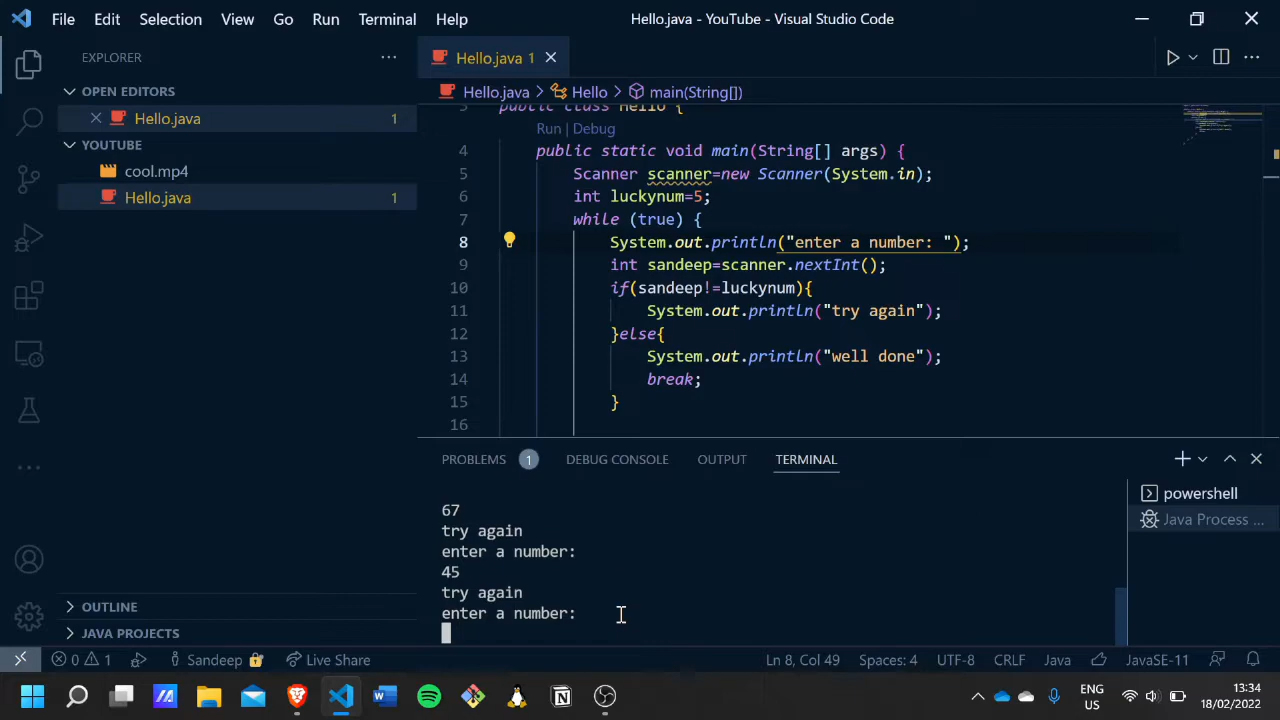 File Edit Selection View Go Run Terminal Help
Hello.java - YouTube - Visual Studio Code
EXPLORER
OPEN EDITORS
Hello.java 1
YOUTUBE
cool.mp4
Hello.java 1
OUTLINE
JAVA PROJECTS
Hello.java 1
Hello.java > Hello > main(String[])
3 public class Hello {
Run | Debug
4 public static void main(String[] args) {
5 Scanner scanner=new Scanner(System.in);
6 int luckynum=5;
7 while (true) {
8 System.out.println("enter a number: ");
9 int sandeep=scanner.nextInt();
10 if(sandeep!=luckynum){
11 System.out.println("try again");
12 }else{
13 System.out.println("well done");
14 break;
15 }
16
PROBLEMS 1 DEBUG CONSOLE OUTPUT TERMINAL
67
try again
enter a number:
45
try again
enter a number:
powershell
Java Process ...
0 1 Sandeep Live Share Ln 8, Col 49 Spaces: 4 UTF-8 CRLF Java JavaSE-11
ENG
US
13:34
18/02/2022